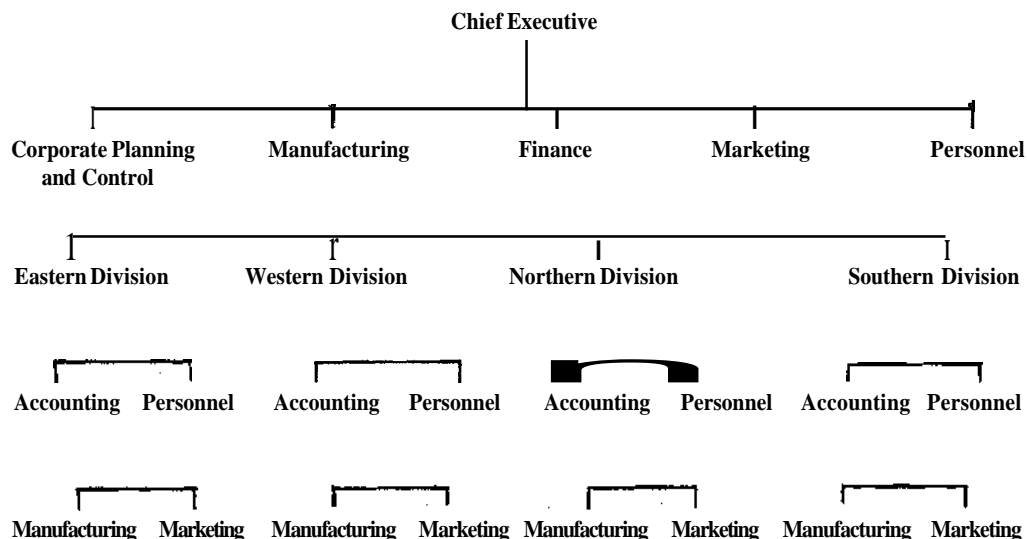 Chief Executive
Corporate Planning Manufacturing Finance Marketing Personnel
and Control
Eastern Division Western Division Northern Division Southern Division
Accounting Personnel Accounting Personnel Accounting Personnel Accounting Personnel
Manufacturing Marketing Manufacturing Marketing Manufacturing Marketing Manufacturing Marketing